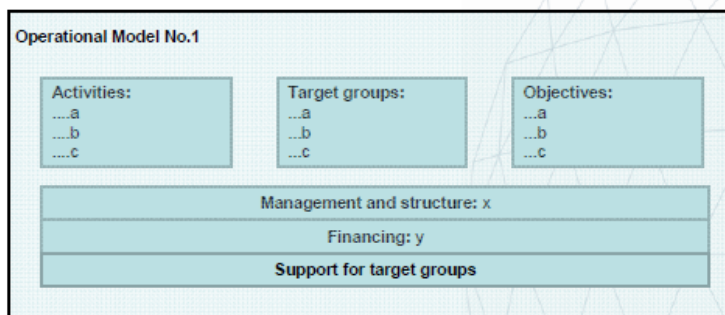 Operational Model No.1
Activities:
....a
....b
....c
Target groups:
...a
...b
...c
Objectives:
...a
...b
...c
Management and structure: x
Financing: y
Support for target groups